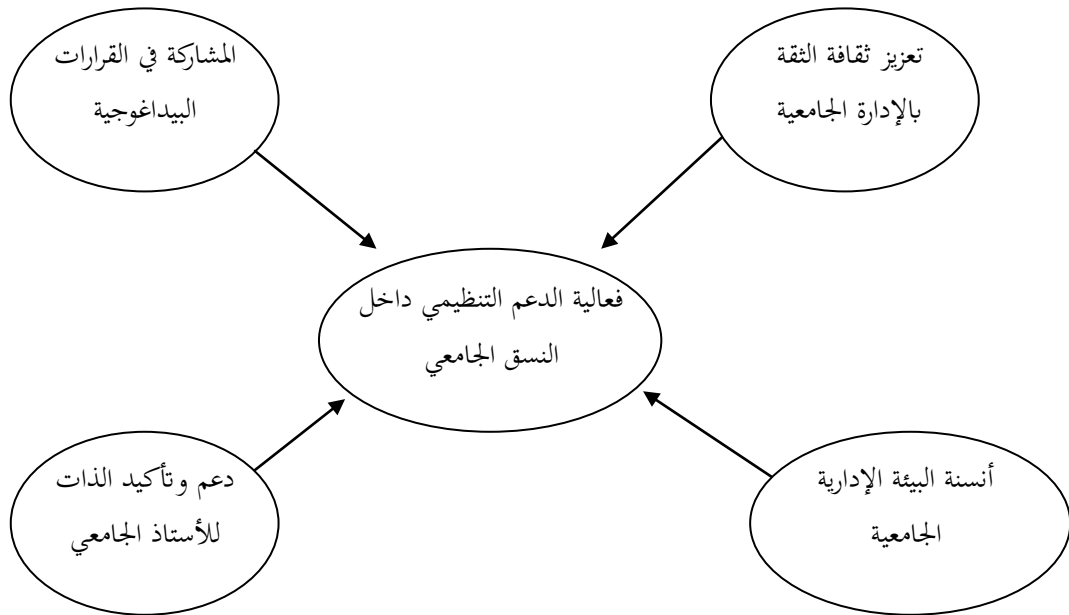 تعزيز ثقافة الثقة
بالإدارة الجامعية
المشاركة في القرارات
البيداغوجية
فعالية الدعم التنظيمي داخل
النسق الجامعي
أنسنة البيئة الإدارية
الجامعية
دعم وتأكيد الذات
للأستاذ الجامعي